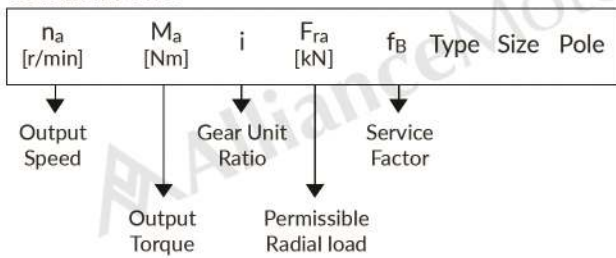 nₐ Mₐ i Fᵣₐ f_B Type Size Pole
[r/min] [Nm] [kN]
Output Gear Unit Service
Speed Ratio Factor
Output Permissible
Torque Radial load